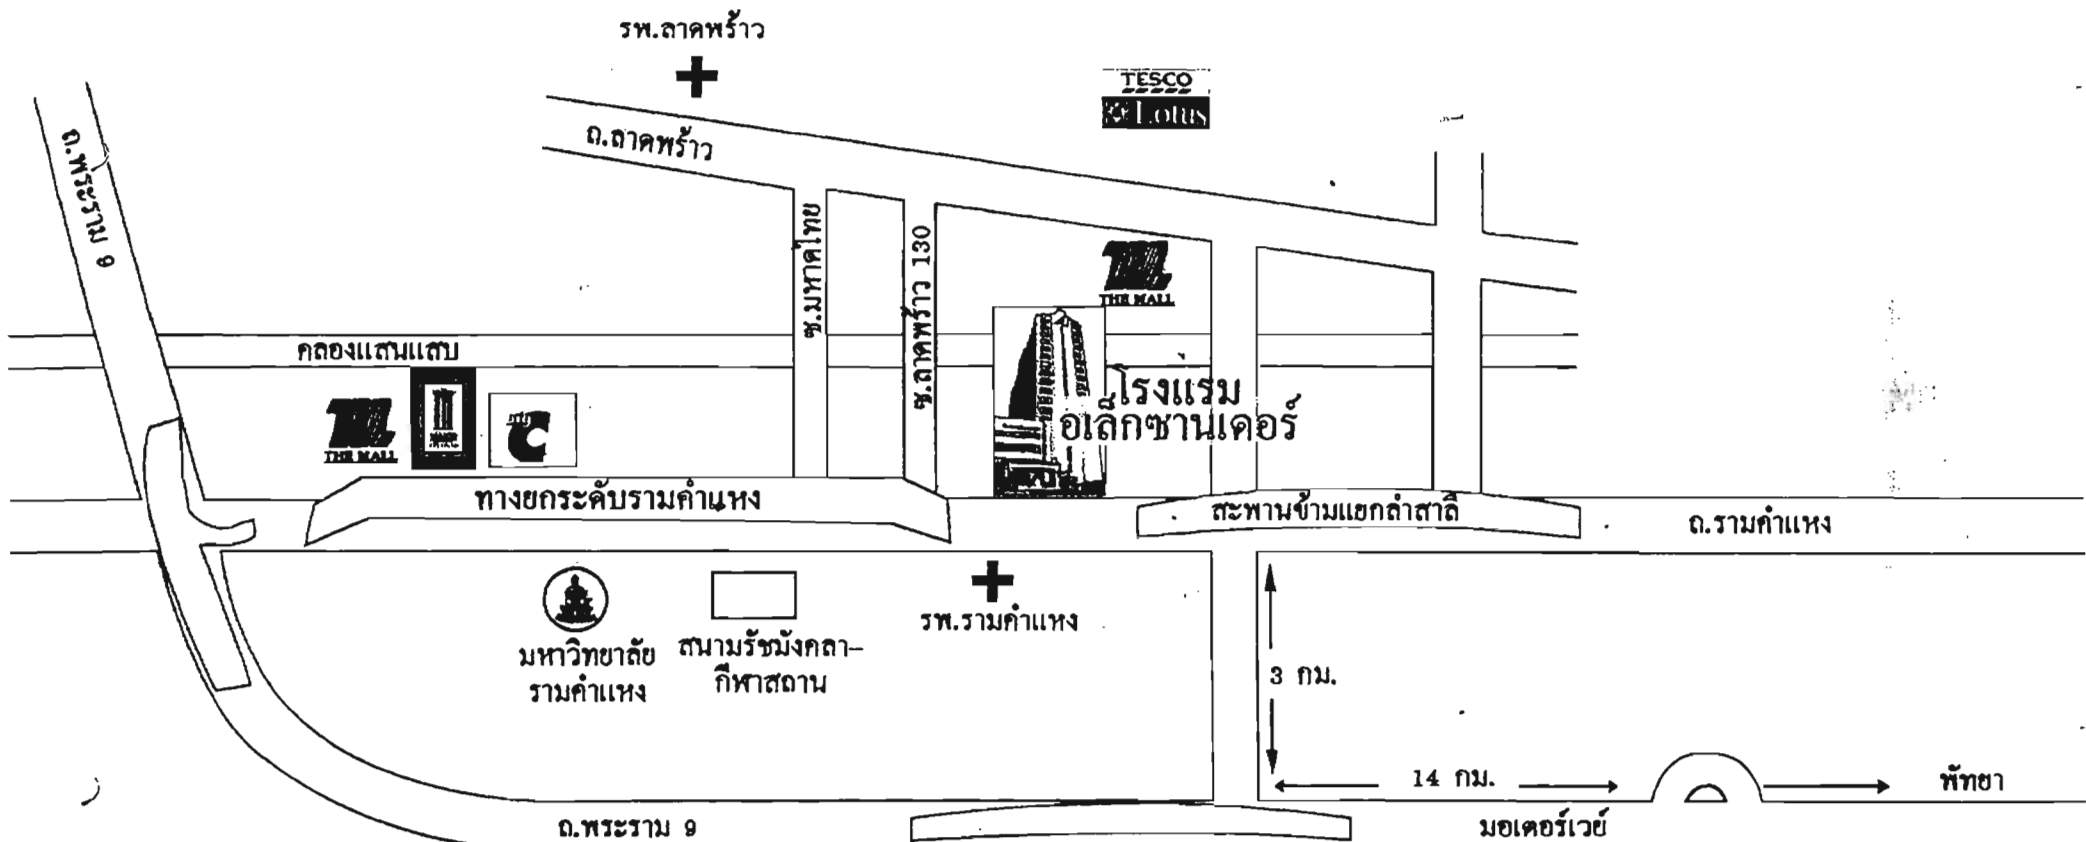 รพ.ลาดพร้าว
TESCO
Lotus
ถ.ลาดพร้าว
ถ.พระราม 9
ซ.มหาดไทย
ซ.ลาดพร้าว 130
THE MALL
คลองแสนแสบ
โรงแรม
อเล็กซานเดอร์
THE MALL
C
ทางยกระดับรามคำแหง
สะพานข้ามแยกลำสาลี
ถ.รามคำแหง
มหาวิทยาลัย
รามคำแหง
สนามรัชมังคลา-
กีฬาสถาน
รพ.รามคำแหง
3 กม.
14 กม.
พัทยา
ถ.พระราม 9
มอเตอร์เวย์